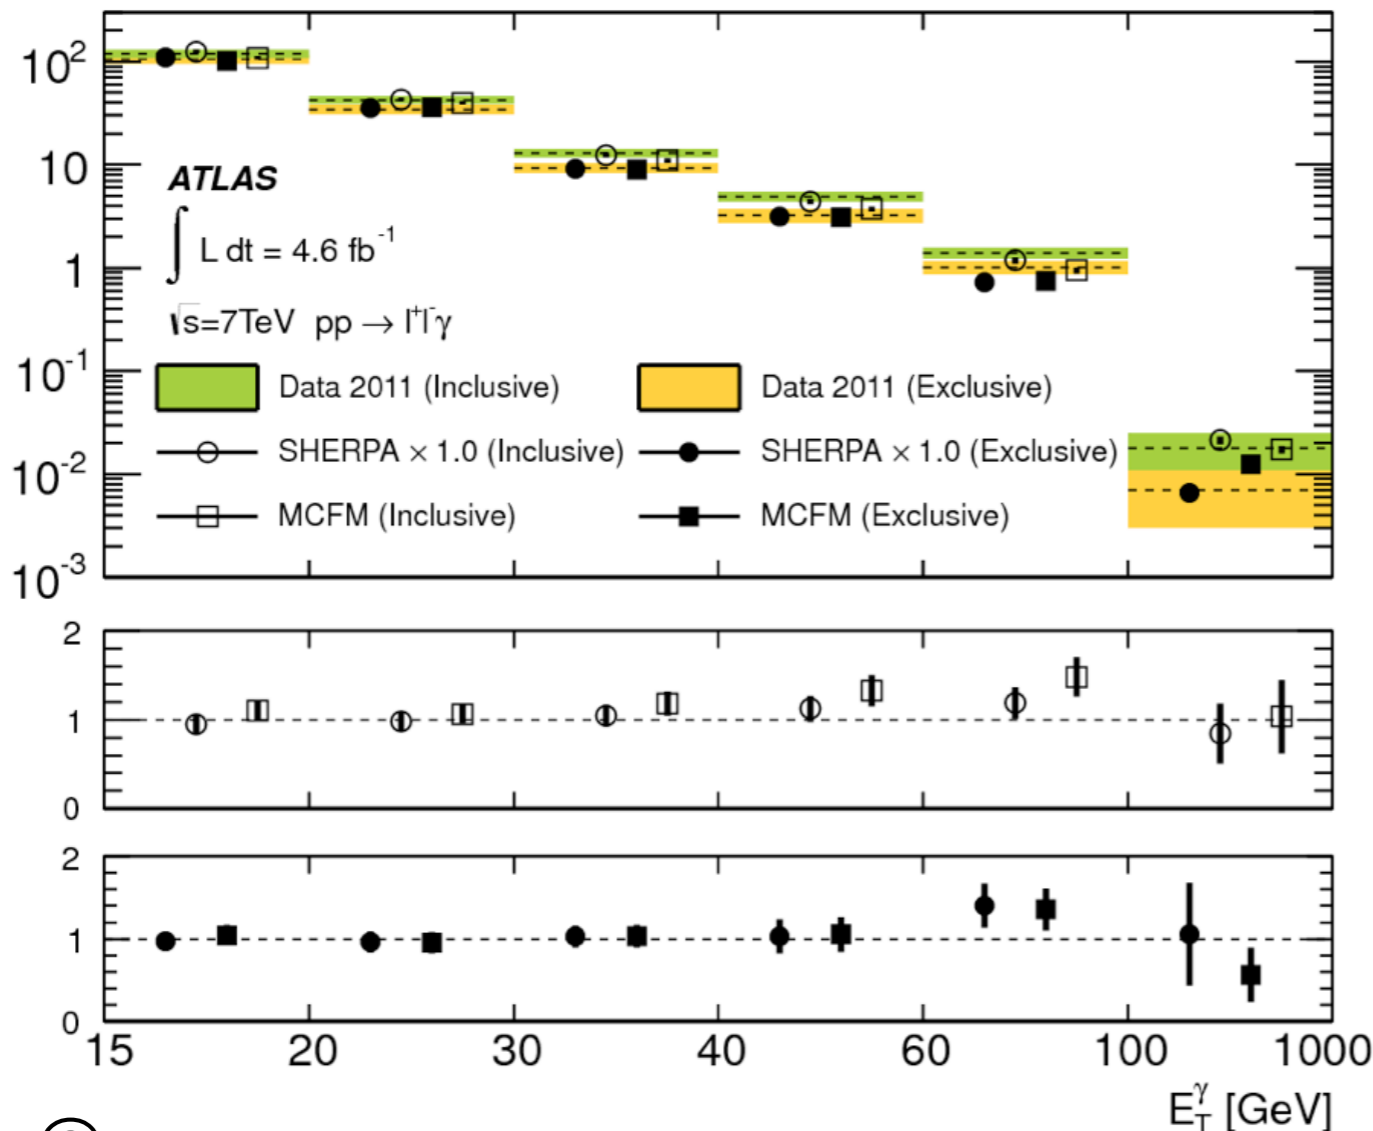 10²
10
1
10⁻¹
10⁻²
10⁻³
ATLAS
∫ L dt = 4.6 fb⁻¹
√s=7TeV pp → l⁺l⁻γ
Data 2011 (Inclusive) Data 2011 (Exclusive)
SHERPA × 1.0 (Inclusive) SHERPA × 1.0 (Exclusive)
MCFM (Inclusive) MCFM (Exclusive)
2
1
0
2
1
0
15 20 30 40 60 100 1000
E_T^γ [GeV]